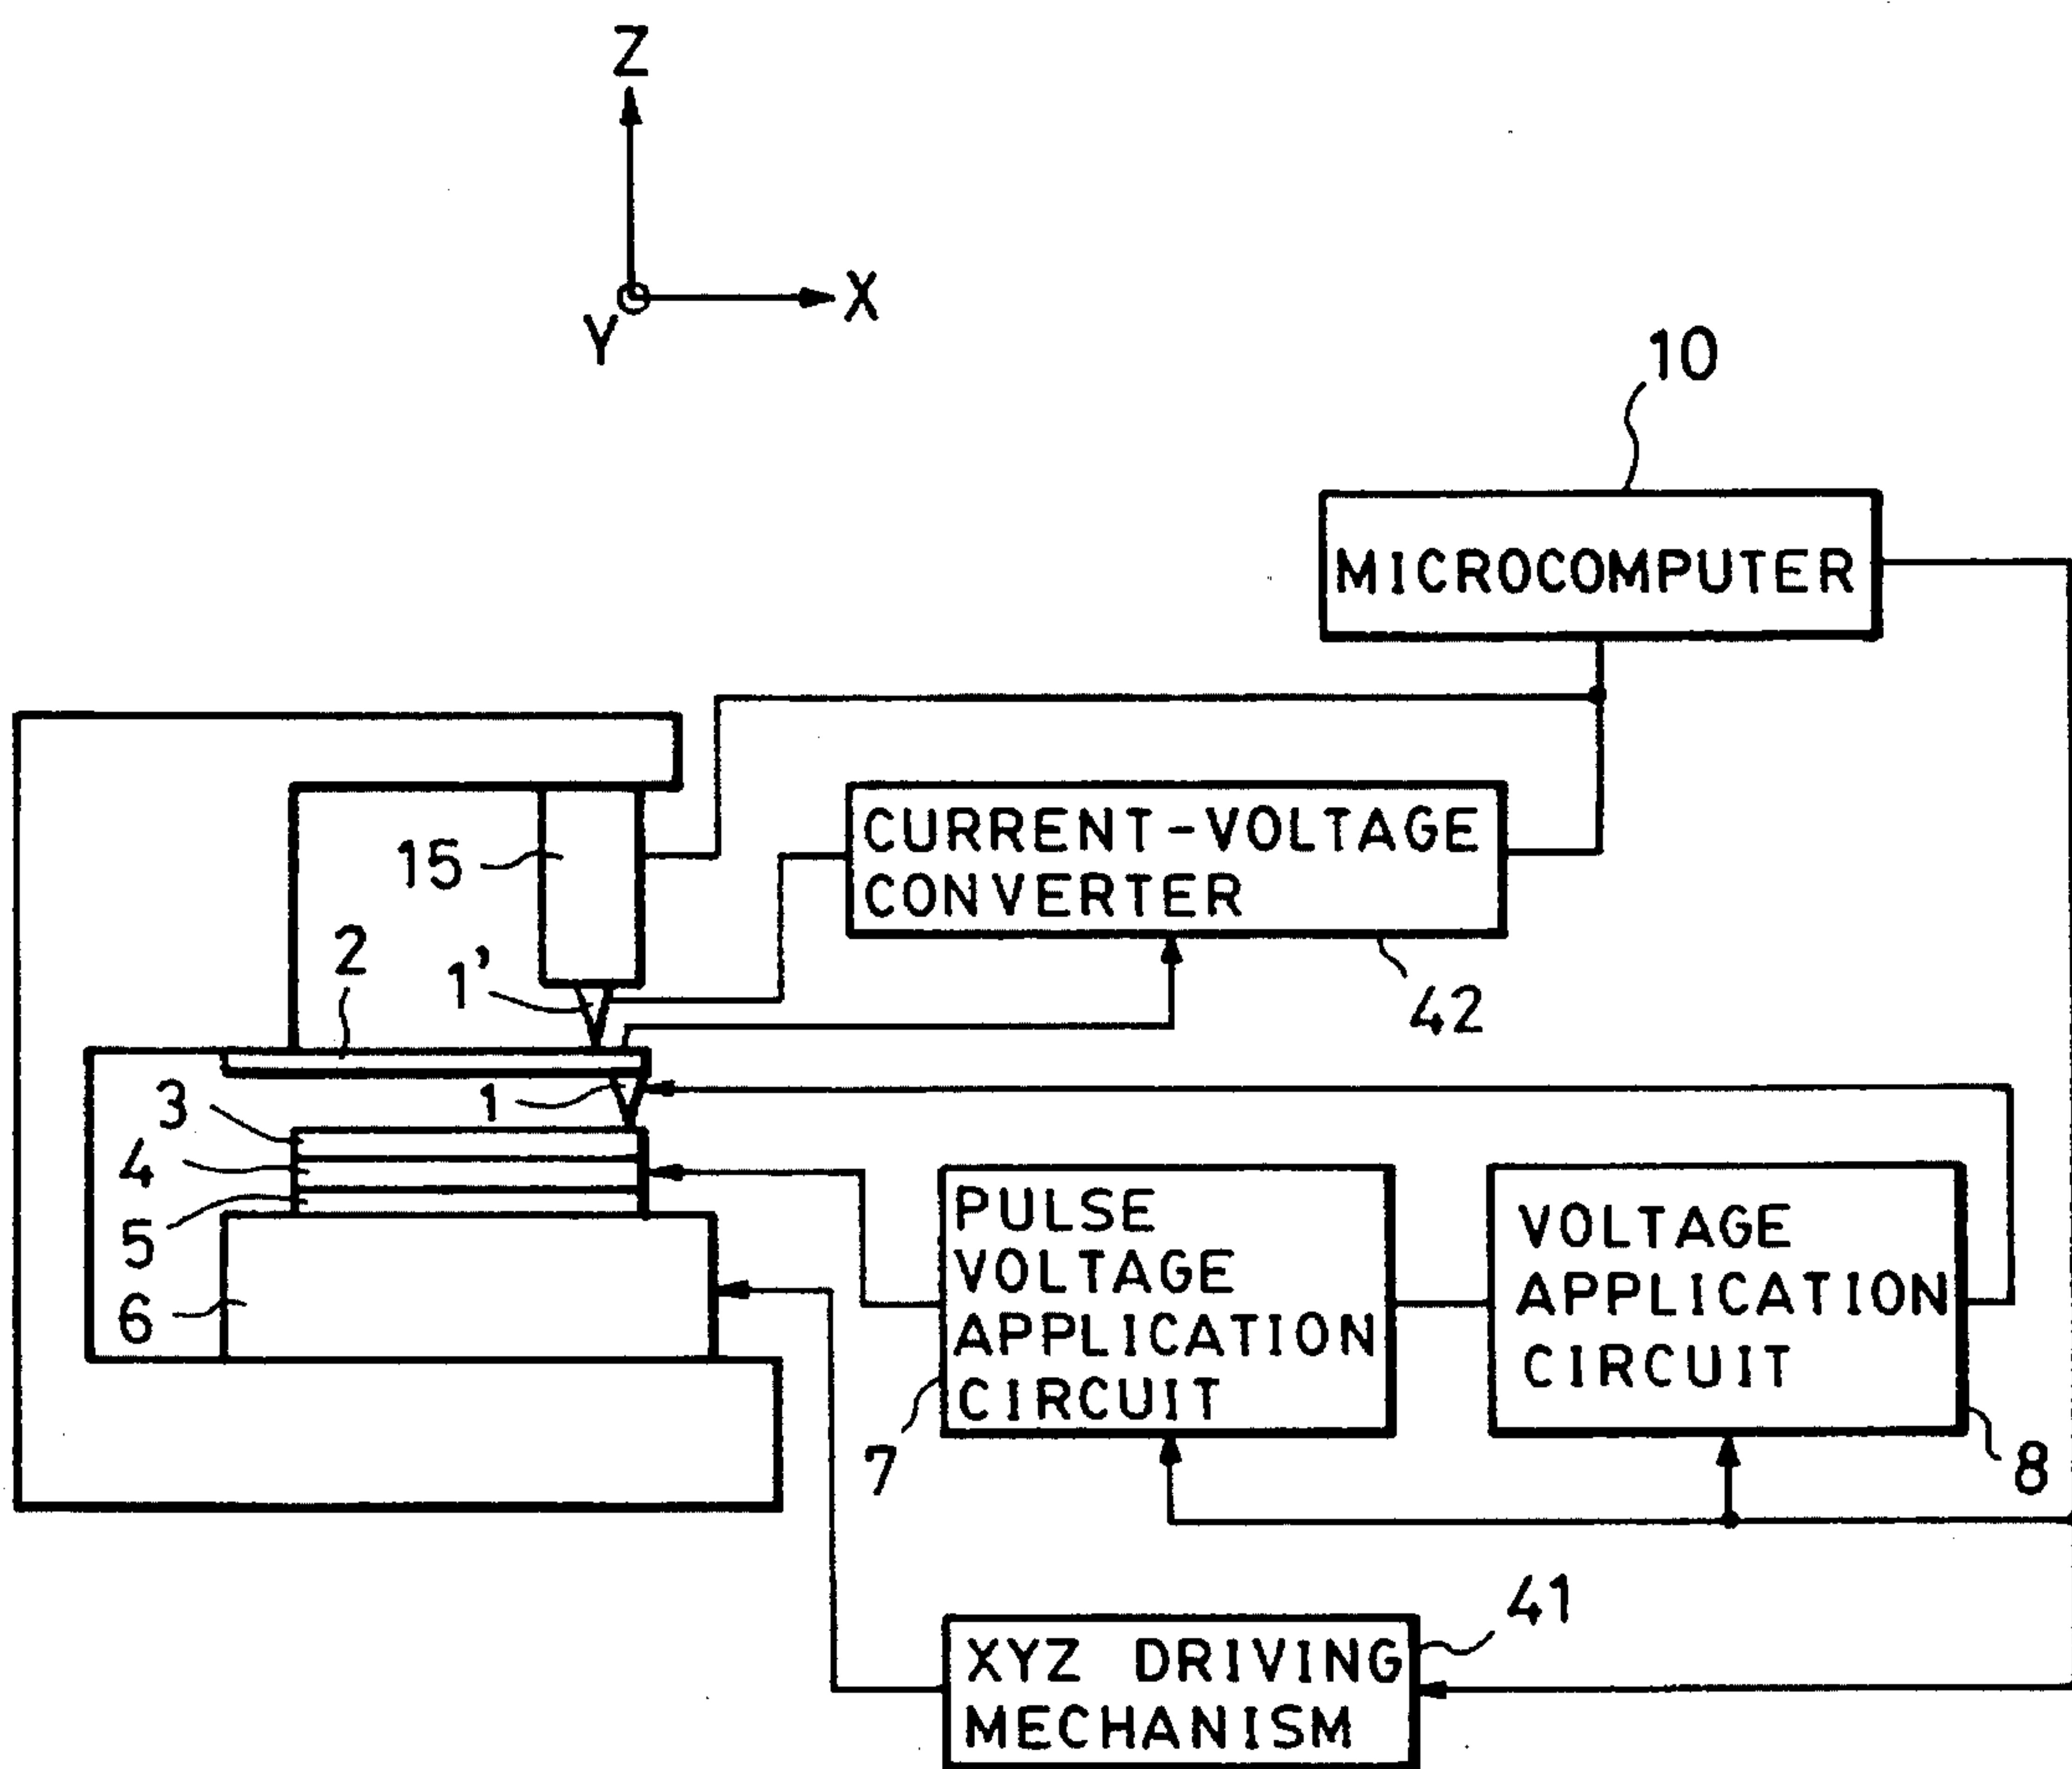 Z
X
Y
10
MICROCOMPUTER
15
CURRENT-VOLTAGE
CONVERTER
2
1'
42
3
1
4
5
6
PULSE
VOLTAGE
APPLICATION
CIRCUIT
VOLTAGE
APPLICATION
CIRCUIT
7
8
41
XYZ DRIVING
MECHANISM